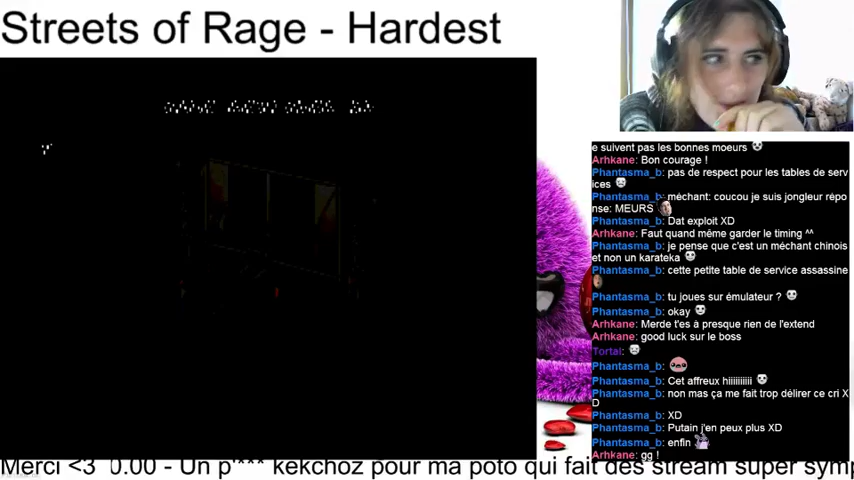 Streets of Rage - Hardest
e suivent pas les bonnes moeurs
Arhkane: Bon courage !
Phantasma_b: pas de respect pour les tables de serv
ices
Phantasma_b: méchant: coucou je suis jongleur répo
nse: MEURS
Phantasma_b: Dat exploit XD
Arhkane: Faut quand même garder le timing ^^
Phantasma_b: je pense que c'est un méchant chinois
et non un karateka
Phantasma_b: cette petite table de service assassine
Phantasma_b: tu joues sur émulateur ?
Phantasma_b: okay
Arhkane: Merde t'es à presque rien de l'extend
Arhkane: good luck sur le boss
Tortal:
Phantasma_b:
Phantasma_b: Cet affreux hiiiiiiiiii
Phantasma_b: non mas ça me fait trop délirer ce cri X
D
Phantasma_b: XD
Phantasma_b: Putain j'en peux plus XD
Phantasma_b: enfin
Arhkane: gg !
Merci <3 0.00 - Un p'*** kekchoz pour ma poto qui fait des stream super symp